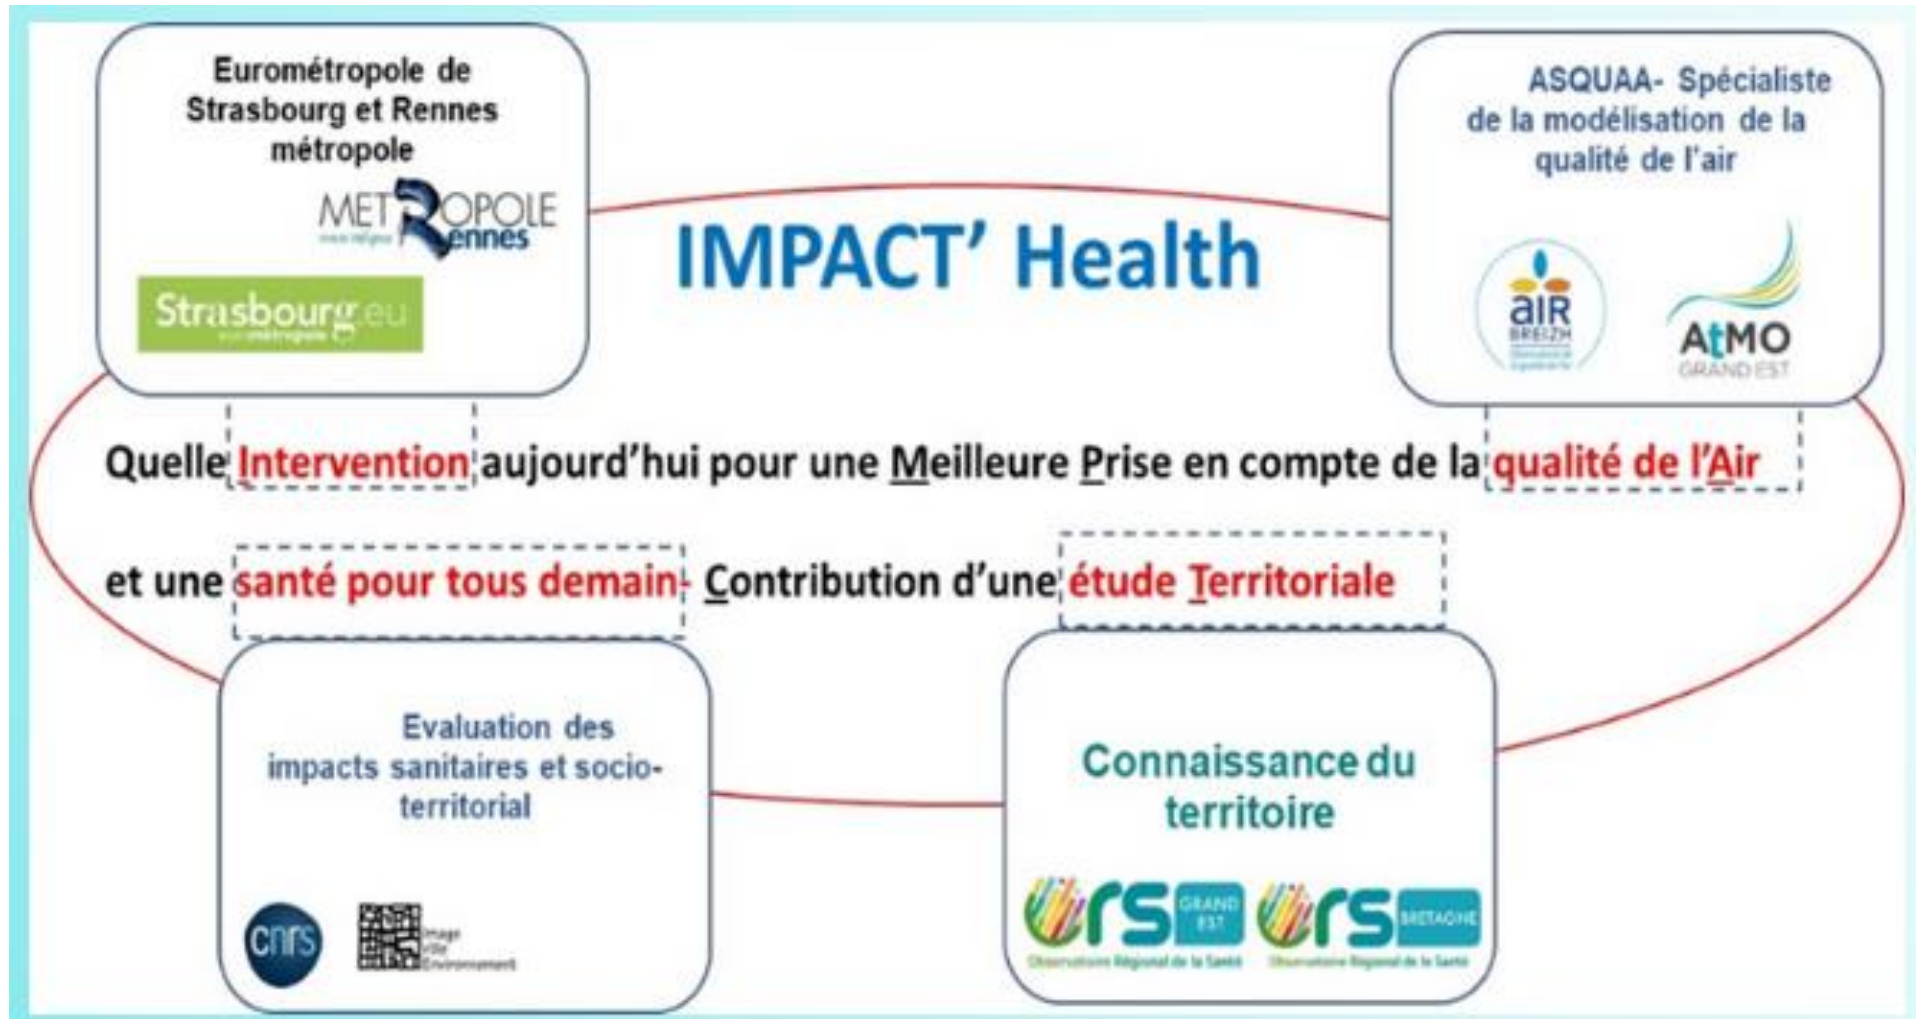 Eurométropole de
Strasbourg et Rennes
métropole
METROPOLE
Rennes
Strasbourg.eu
eurométropole
ASQUAA- Spécialiste
de la modélisation de la
qualité de l'air
aIR
BREIZH
AtMO
GRAND EST
IMPACT' Health
Quelle Intervention aujourd'hui pour une Meilleure Prise en compte de la qualité de l'Air
et une santé pour tous demain- Contribution d'une étude Territoriale
Evaluation des
impacts sanitaires et socio-
territorial
cnrs
Image
Ville
Environnement
Connaissance du
territoire
ors GRAND EST
Observatoire Régional de la Santé
ors BRETAGNE
Observatoire Régional de la Santé